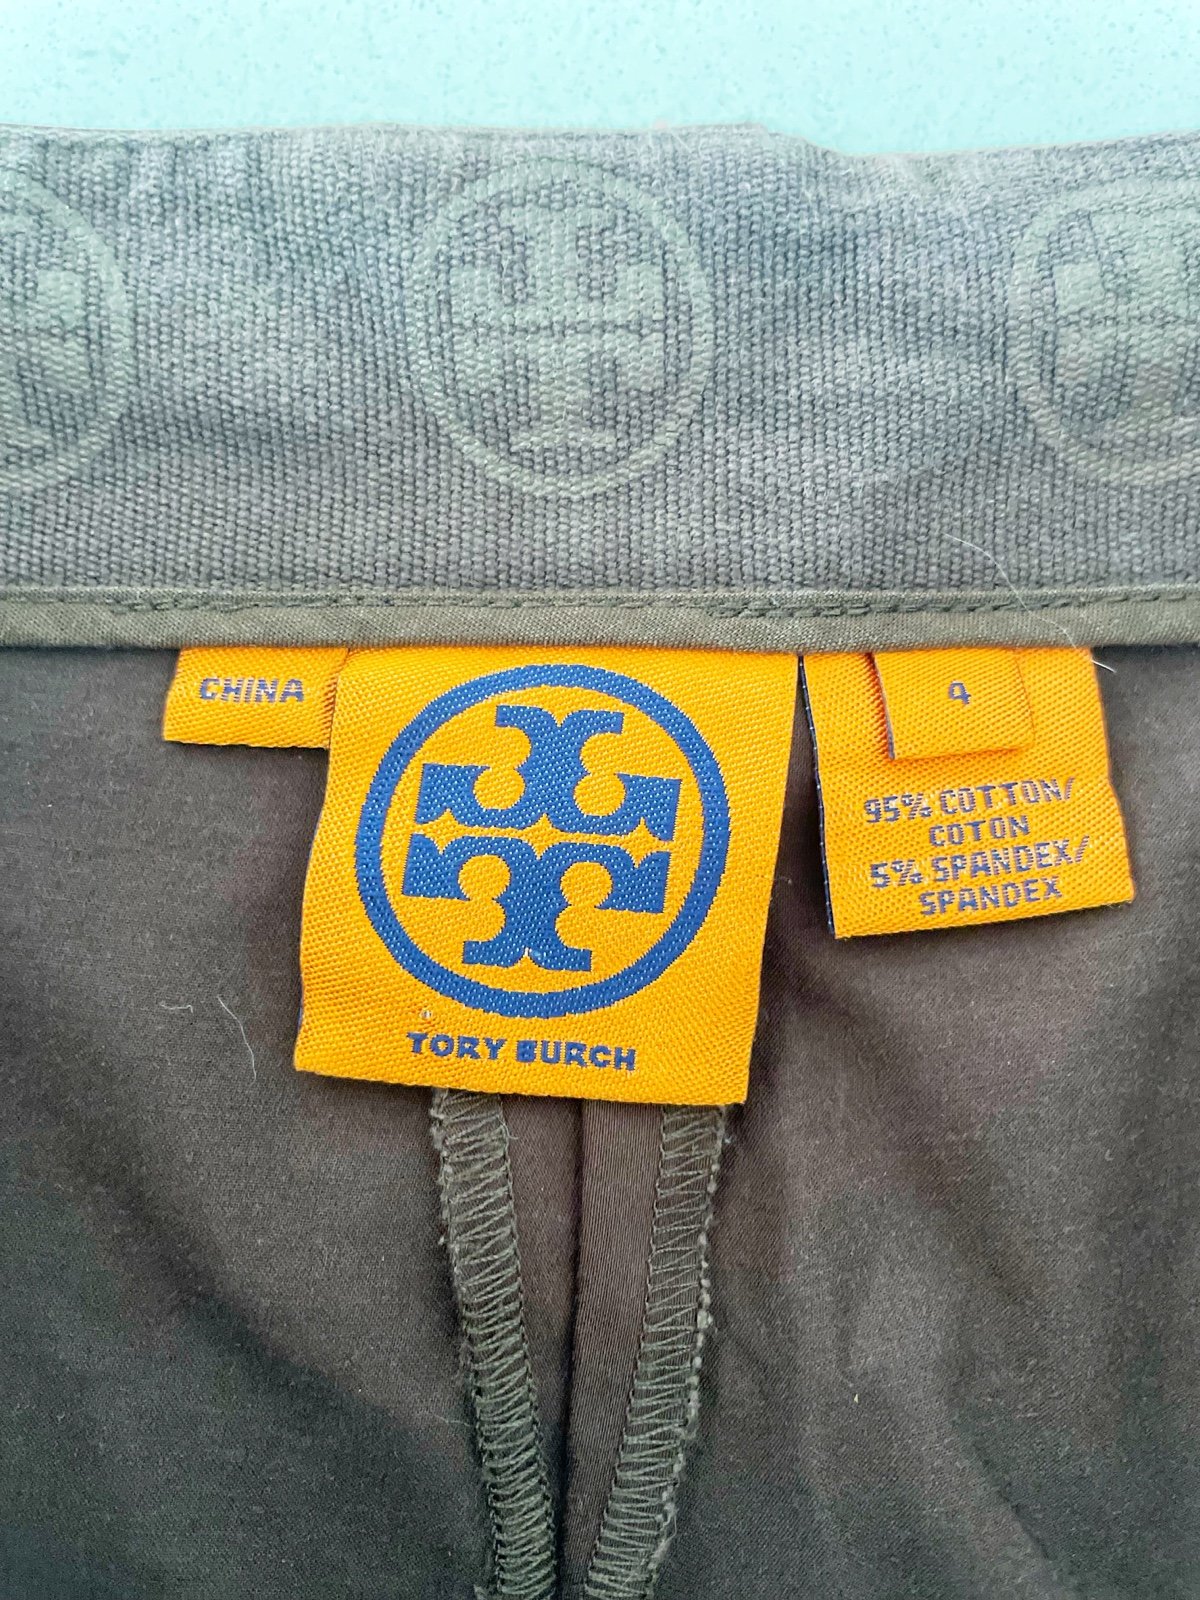 CHINA
TORY BURCH
4
95% COTTON/
COTON
5% SPANDEX/
SPANDEX